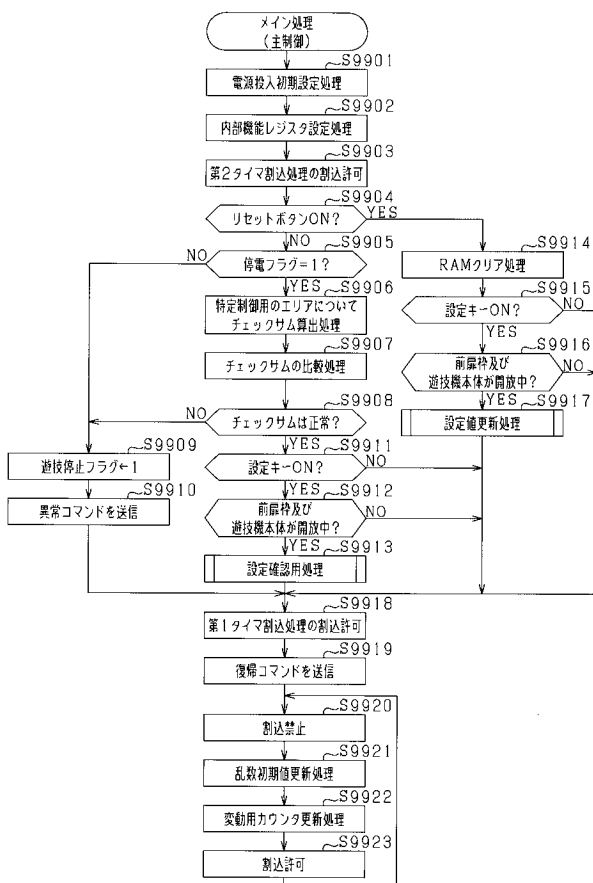 メイン処理
(主制御)
S9901
電源投入初期設定処理
S9902
内部機能レジスタ設定処理
S9903
第2タイマ割込処理の割込許可
S9904
リセットボタンON?
YES
NO
S9905
停電フラグ=1?
NO
YES
S9906
特定制御用のエリアについて
チェックサム算出処理
S9907
チェックサムの比較処理
S9908
チェックサムは正常?
NO
YES
S9909
遊技停止フラグ←1
S9910
異常コマンドを送信
S9911
設定キーON?
NO
YES
S9912
前扉枠及び
遊技機本体が開放中?
NO
YES
S9913
設定確認用処理
S9914
RAMクリア処理
S9915
設定キーON?
NO
YES
S9916
前扉枠及び
遊技機本体が開放中?
NO
YES
S9917
設定値更新処理
S9918
第1タイマ割込処理の割込許可
S9919
復帰コマンドを送信
S9920
割込禁止
S9921
乱数初期値更新処理
S9922
変動用カウンタ更新処理
S9923
割込許可